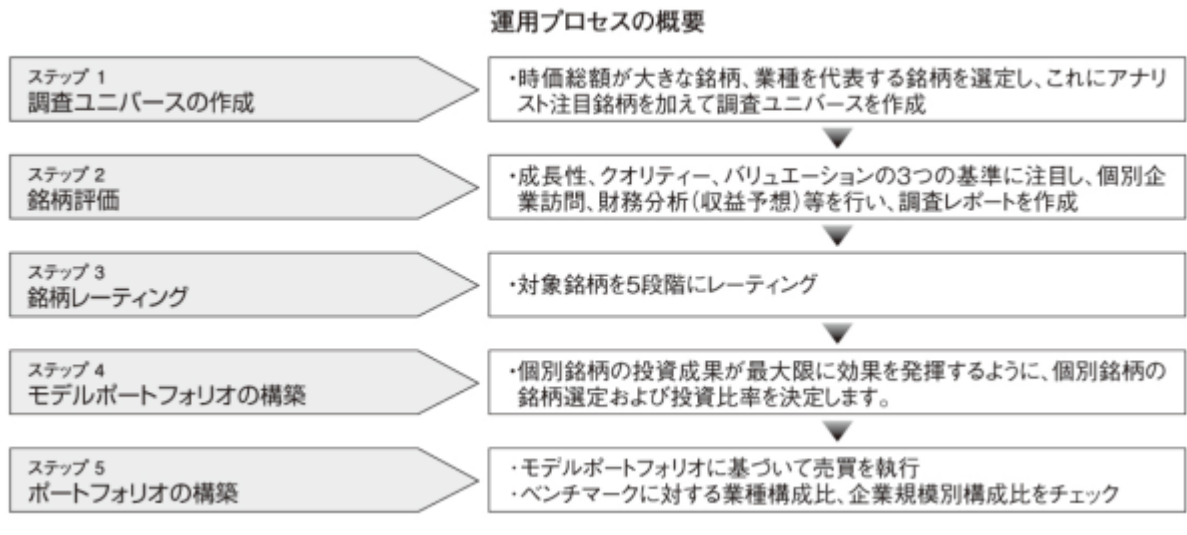 運用プロセスの概要
ステップ 1
調査ユニバースの作成
・時価総額が大きな銘柄、業種を代表する銘柄を選定し、これにアナリ
スト注目銘柄を加えて調査ユニバースを作成
ステップ 2
銘柄評価
・成長性、クオリティー、バリュエーションの3つの基準に注目し、個別企
業訪問、財務分析(収益予想)等を行い、調査レポートを作成
ステップ 3
銘柄レーティング
・対象銘柄を5段階にレーティング
ステップ 4
モデルポートフォリオの構築
・個別銘柄の投資成果が最大限に効果を発揮するように、個別銘柄の
銘柄選定および投資比率を決定します。
ステップ 5
ポートフォリオの構築
・モデルポートフォリオに基づいて売買を執行
・ベンチマークに対する業種構成比、企業規模別構成比をチェック